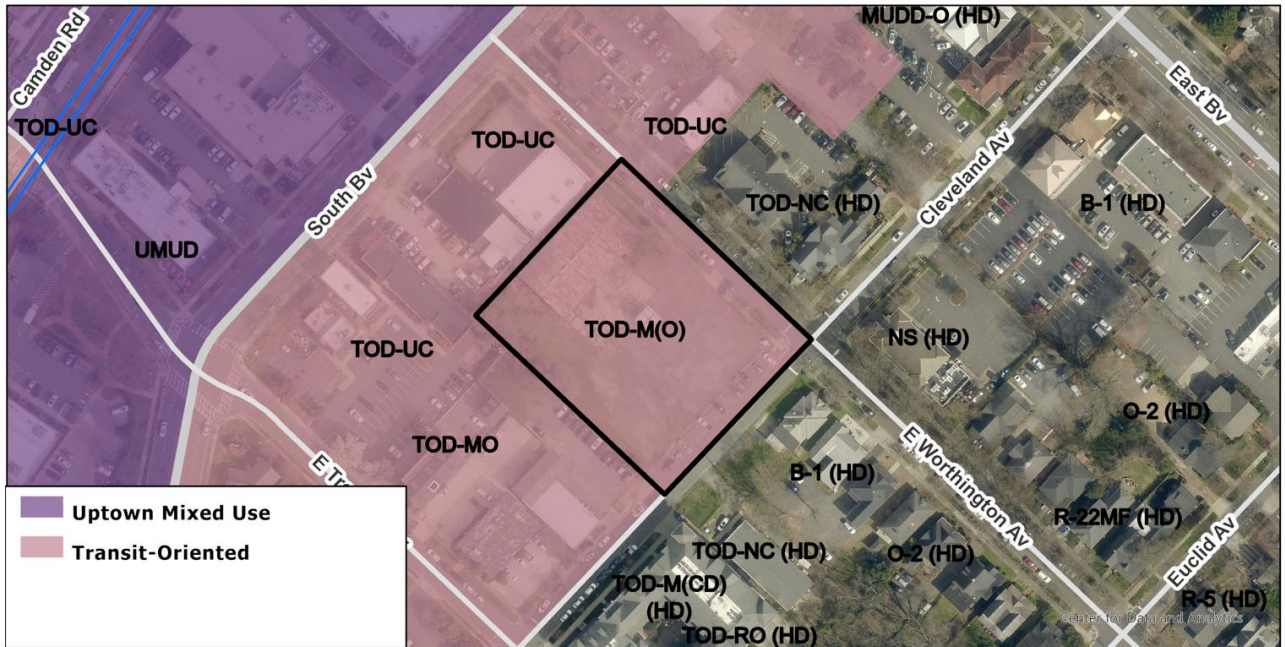 Camden Rd
MUDD-O (HD)
East Bv
TOD-UC
TOD-UC
TOD-UC
South Bv
TOD-NC (HD)
Cleveland Av
B-1 (HD)
UMUD
TOD-M(O)
NS (HD)
TOD-UC
O-2 (HD)
TOD-MO
E Worthington Av
B-1 (HD)
E
R-22MF (HD)
Euclid Av
Uptown Mixed Use
Transit-Oriented
TOD-NC (HD)
O-2 (HD)
TOD-M(CD)
(HD)
R-5 (HD)
Center for Data and Analytics
TOD-RO (HD)